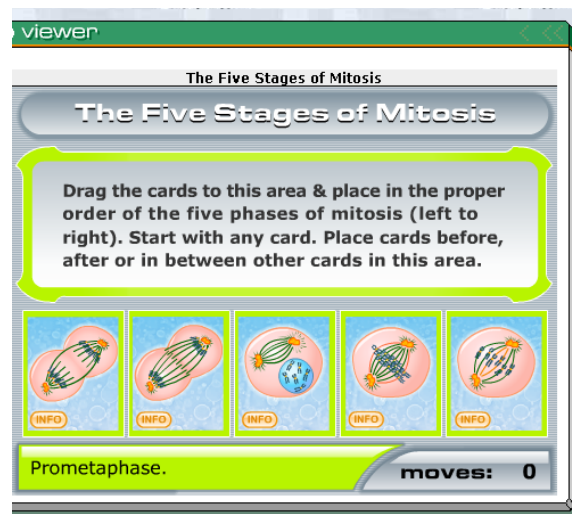 viewer
The Five Stages of Mitosis
The Five Stages of Mitosis
Drag the cards to this area & place in the proper
order of the five phases of mitosis (left to
right). Start with any card. Place cards before,
after or in between other cards in this area.
INFO INFO INFO INFO INFO
Prometaphase.
moves: 0